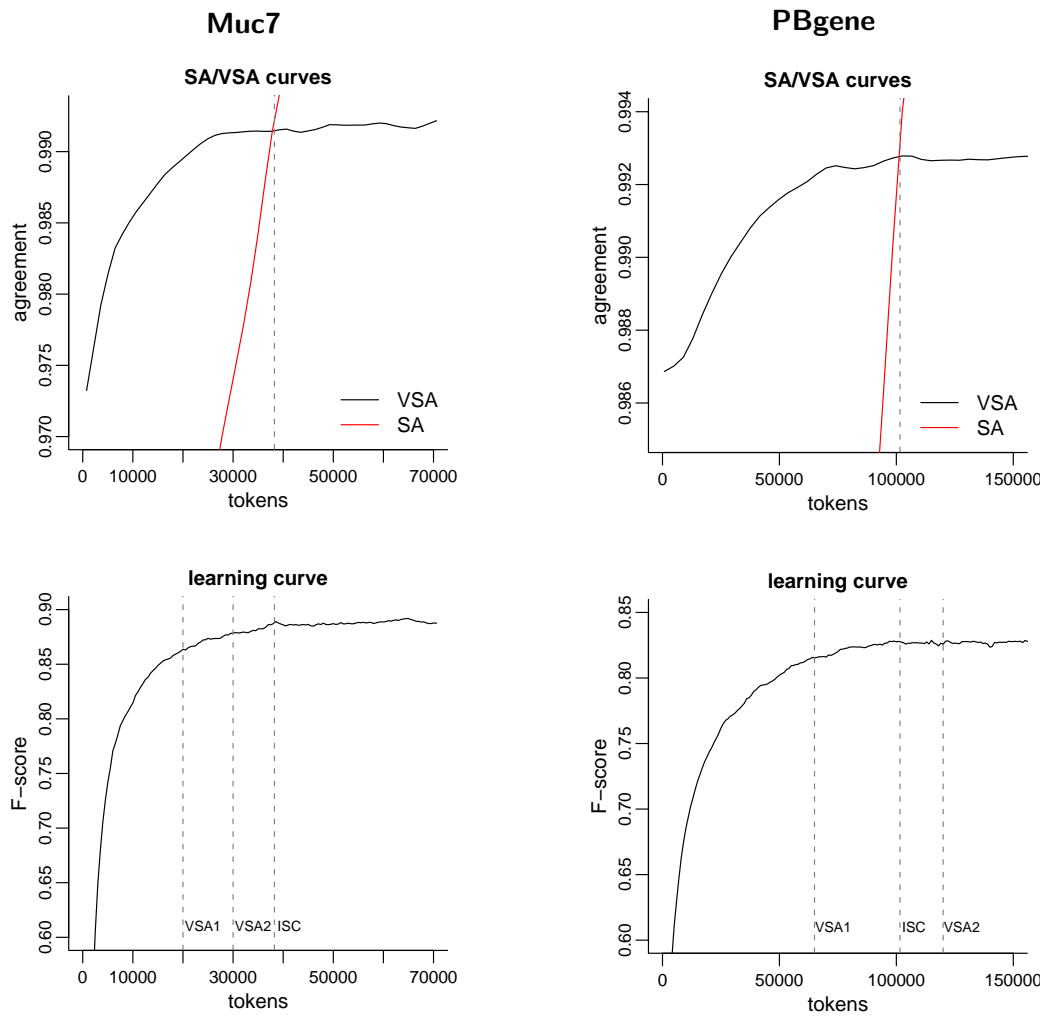 Muc7
PBgene
SA/VSA curves
agreement
0.970
0.975
0.980
0.985
0.990
VSA
SA
0 10000 30000 50000 70000
tokens
SA/VSA curves
agreement
0.986
0.988
0.990
0.992
0.994
VSA
SA
0 50000 100000 150000
tokens
learning curve
F-score
0.60
0.65
0.70
0.75
0.80
0.85
0.90
VSA1 VSA2 ISC
0 10000 30000 50000 70000
tokens
learning curve
F-score
0.60
0.65
0.70
0.75
0.80
0.85
VSA1 ISC VSA2
0 50000 100000 150000
tokens